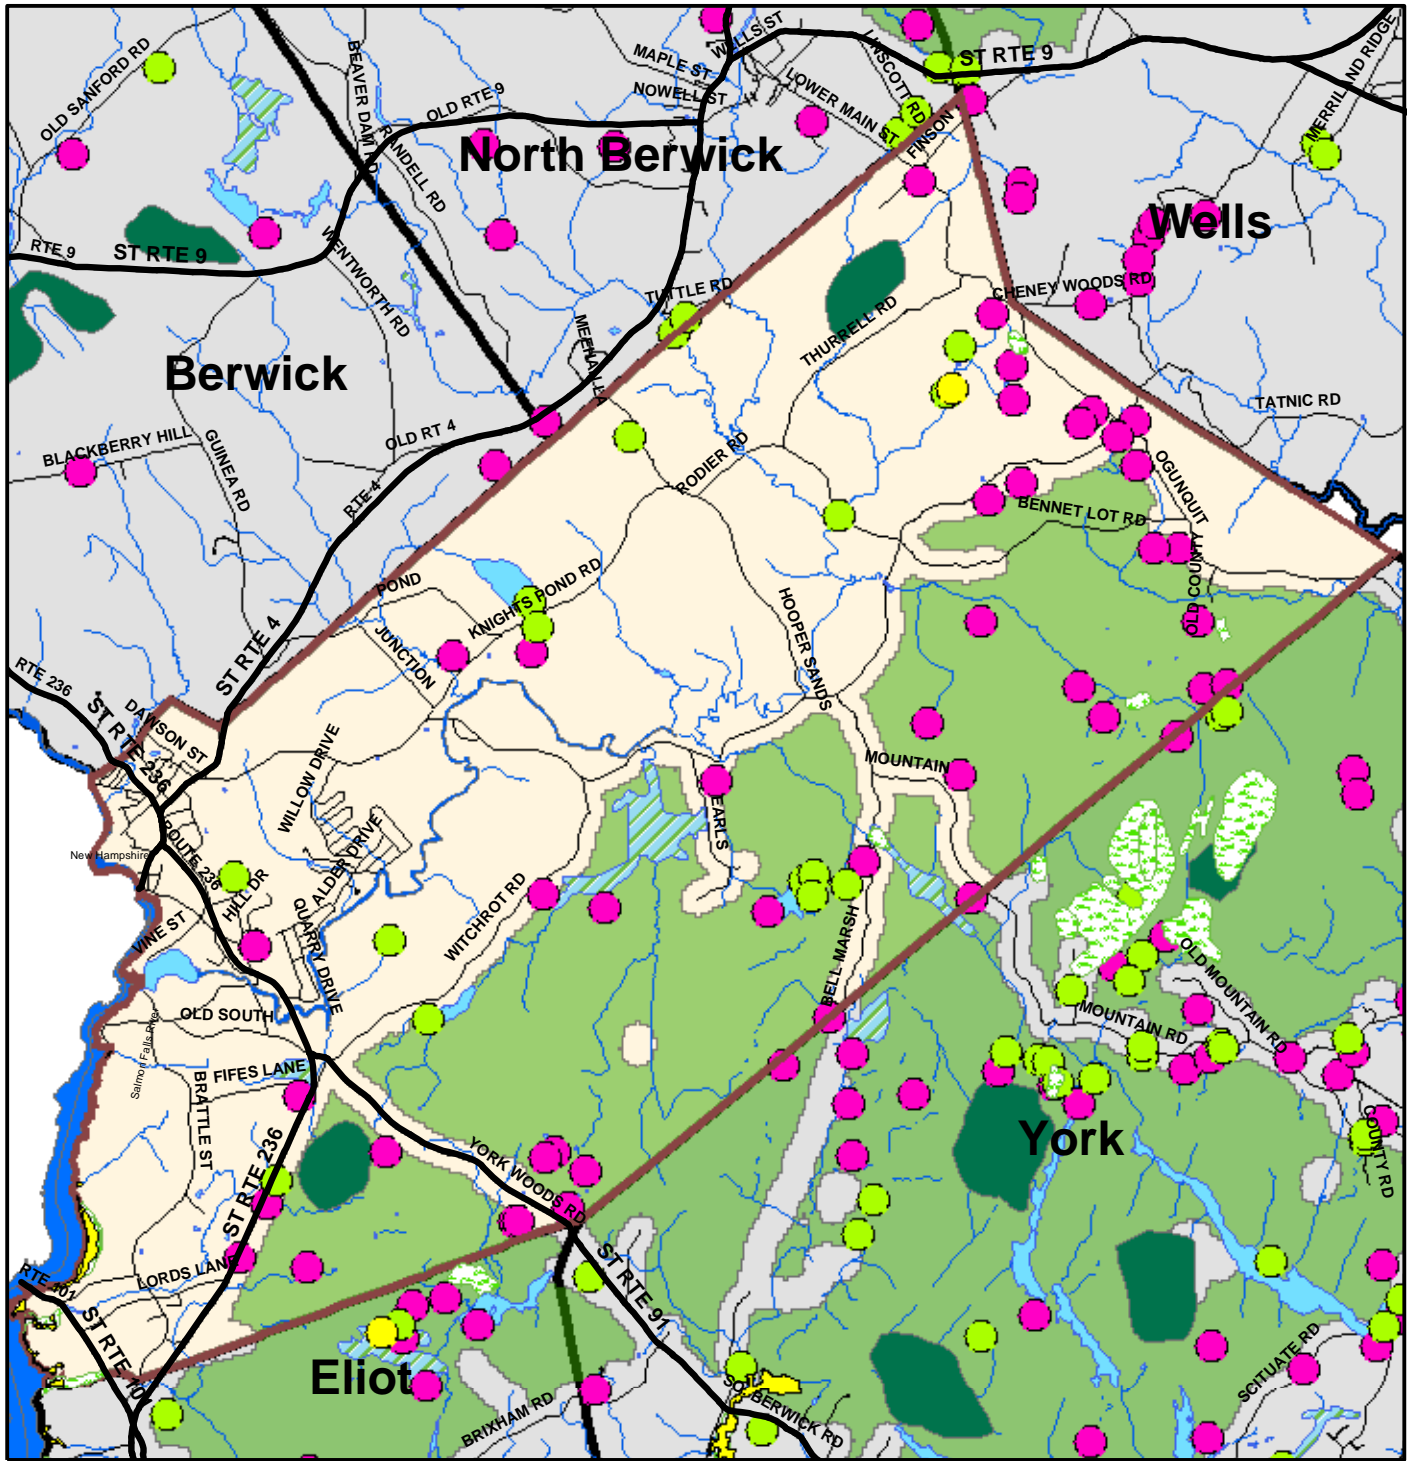 WELLS ST
MAPLE ST
NOWELL ST
LINSCOTT RD
ST RTE 9
MERRILAND RIDGE
OLD SANFORD RD
BEAVER DAM RD
OLD RTE 9
LOWER MAIN ST
FINSON
RANDELL RD
North Berwick
Wells
RTE 9
ST RTE 9
WENTWORTH RD
TUTTLE RD
CHENEY WOODS RD
MEEHAN LA
THURRELL RD
Berwick
TATNIC RD
BLACKBERRY HILL
GUINEA RD
OLD RT 4
RODIER RD
OGUNQUIT
RTE 4
BENNET LOT RD
POND
KNIGHTS POND RD
HOOPER SANDS
OLD COUNTY
JUNCTION
ST RTE 4
RTE 236
ST RTE 236
DAWSON ST
WILLOW DRIVE
MOUNTAIN
EARLS
ALDER DRIVE
New Hampshire
ROUTE 236
HILL DR
WITCHROT RD
QUARRY DRIVE
VINE ST
BELL MARSH
OLD MOUNTAIN RD
MOUNTAIN RD
OLD SOUTH
Salmon Falls River
FIFES LANE
BRATTLE ST
YORK WOODS RD
York
COUNTY RD
ST RTE 236
LORDS LANE
RTE 101
ST RTE 101
ST RTE 91
Eliot
SCITUATE RD
BRIXHAM RD
SO. BERWICK RD